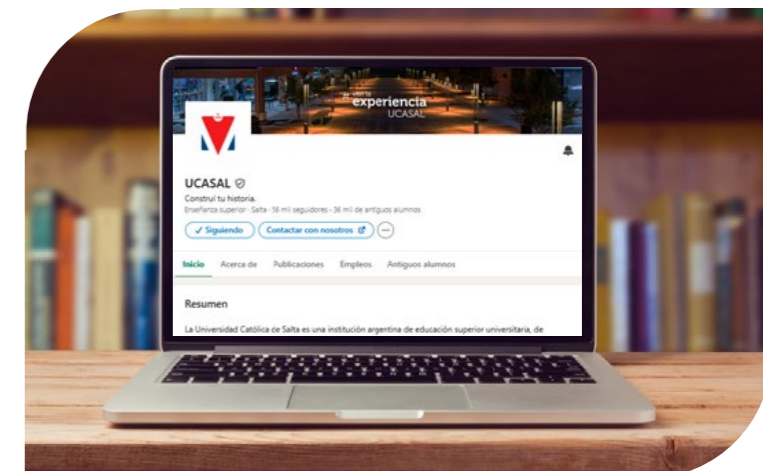 experiencia
UCASAL
UCASAL
Construí tu historia.
Enseñanza superior · Salta · 56 mil seguidores · 36 mil de antiguos alumnos
✓ Siguiendo
Contactar con nosotros
Inicio Acerca de Publicaciones Empleos Antiguos alumnos
Resumen
La Universidad Católica de Salta es una institución argentina de educación superior universitaria, de